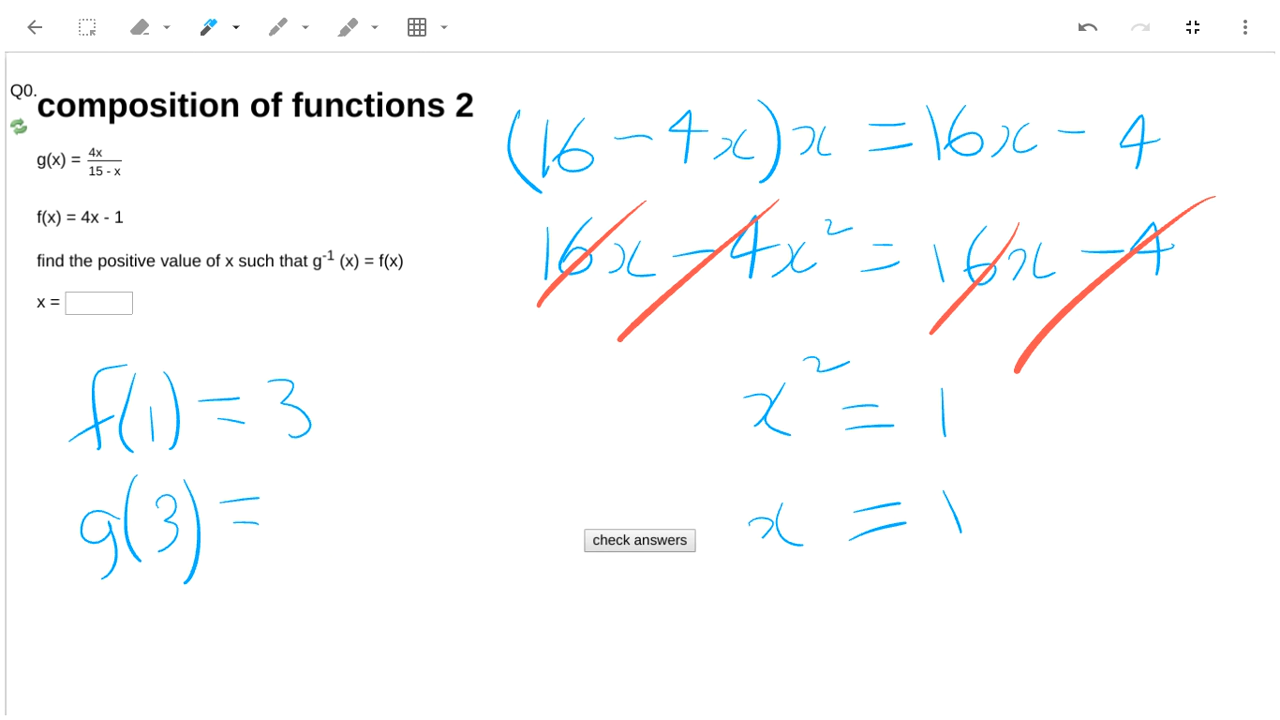 Q0.
composition of functions 2
g(x) = 4x / 15 - x
f(x) = 4x - 1
find the positive value of x such that g⁻¹ (x) = f(x)
x =
f(1) = 3
g(3) =
(16 - 4x)x = 16x - 4
16x - 4x² = 16x - 4
x² = 1
x = 1
check answers